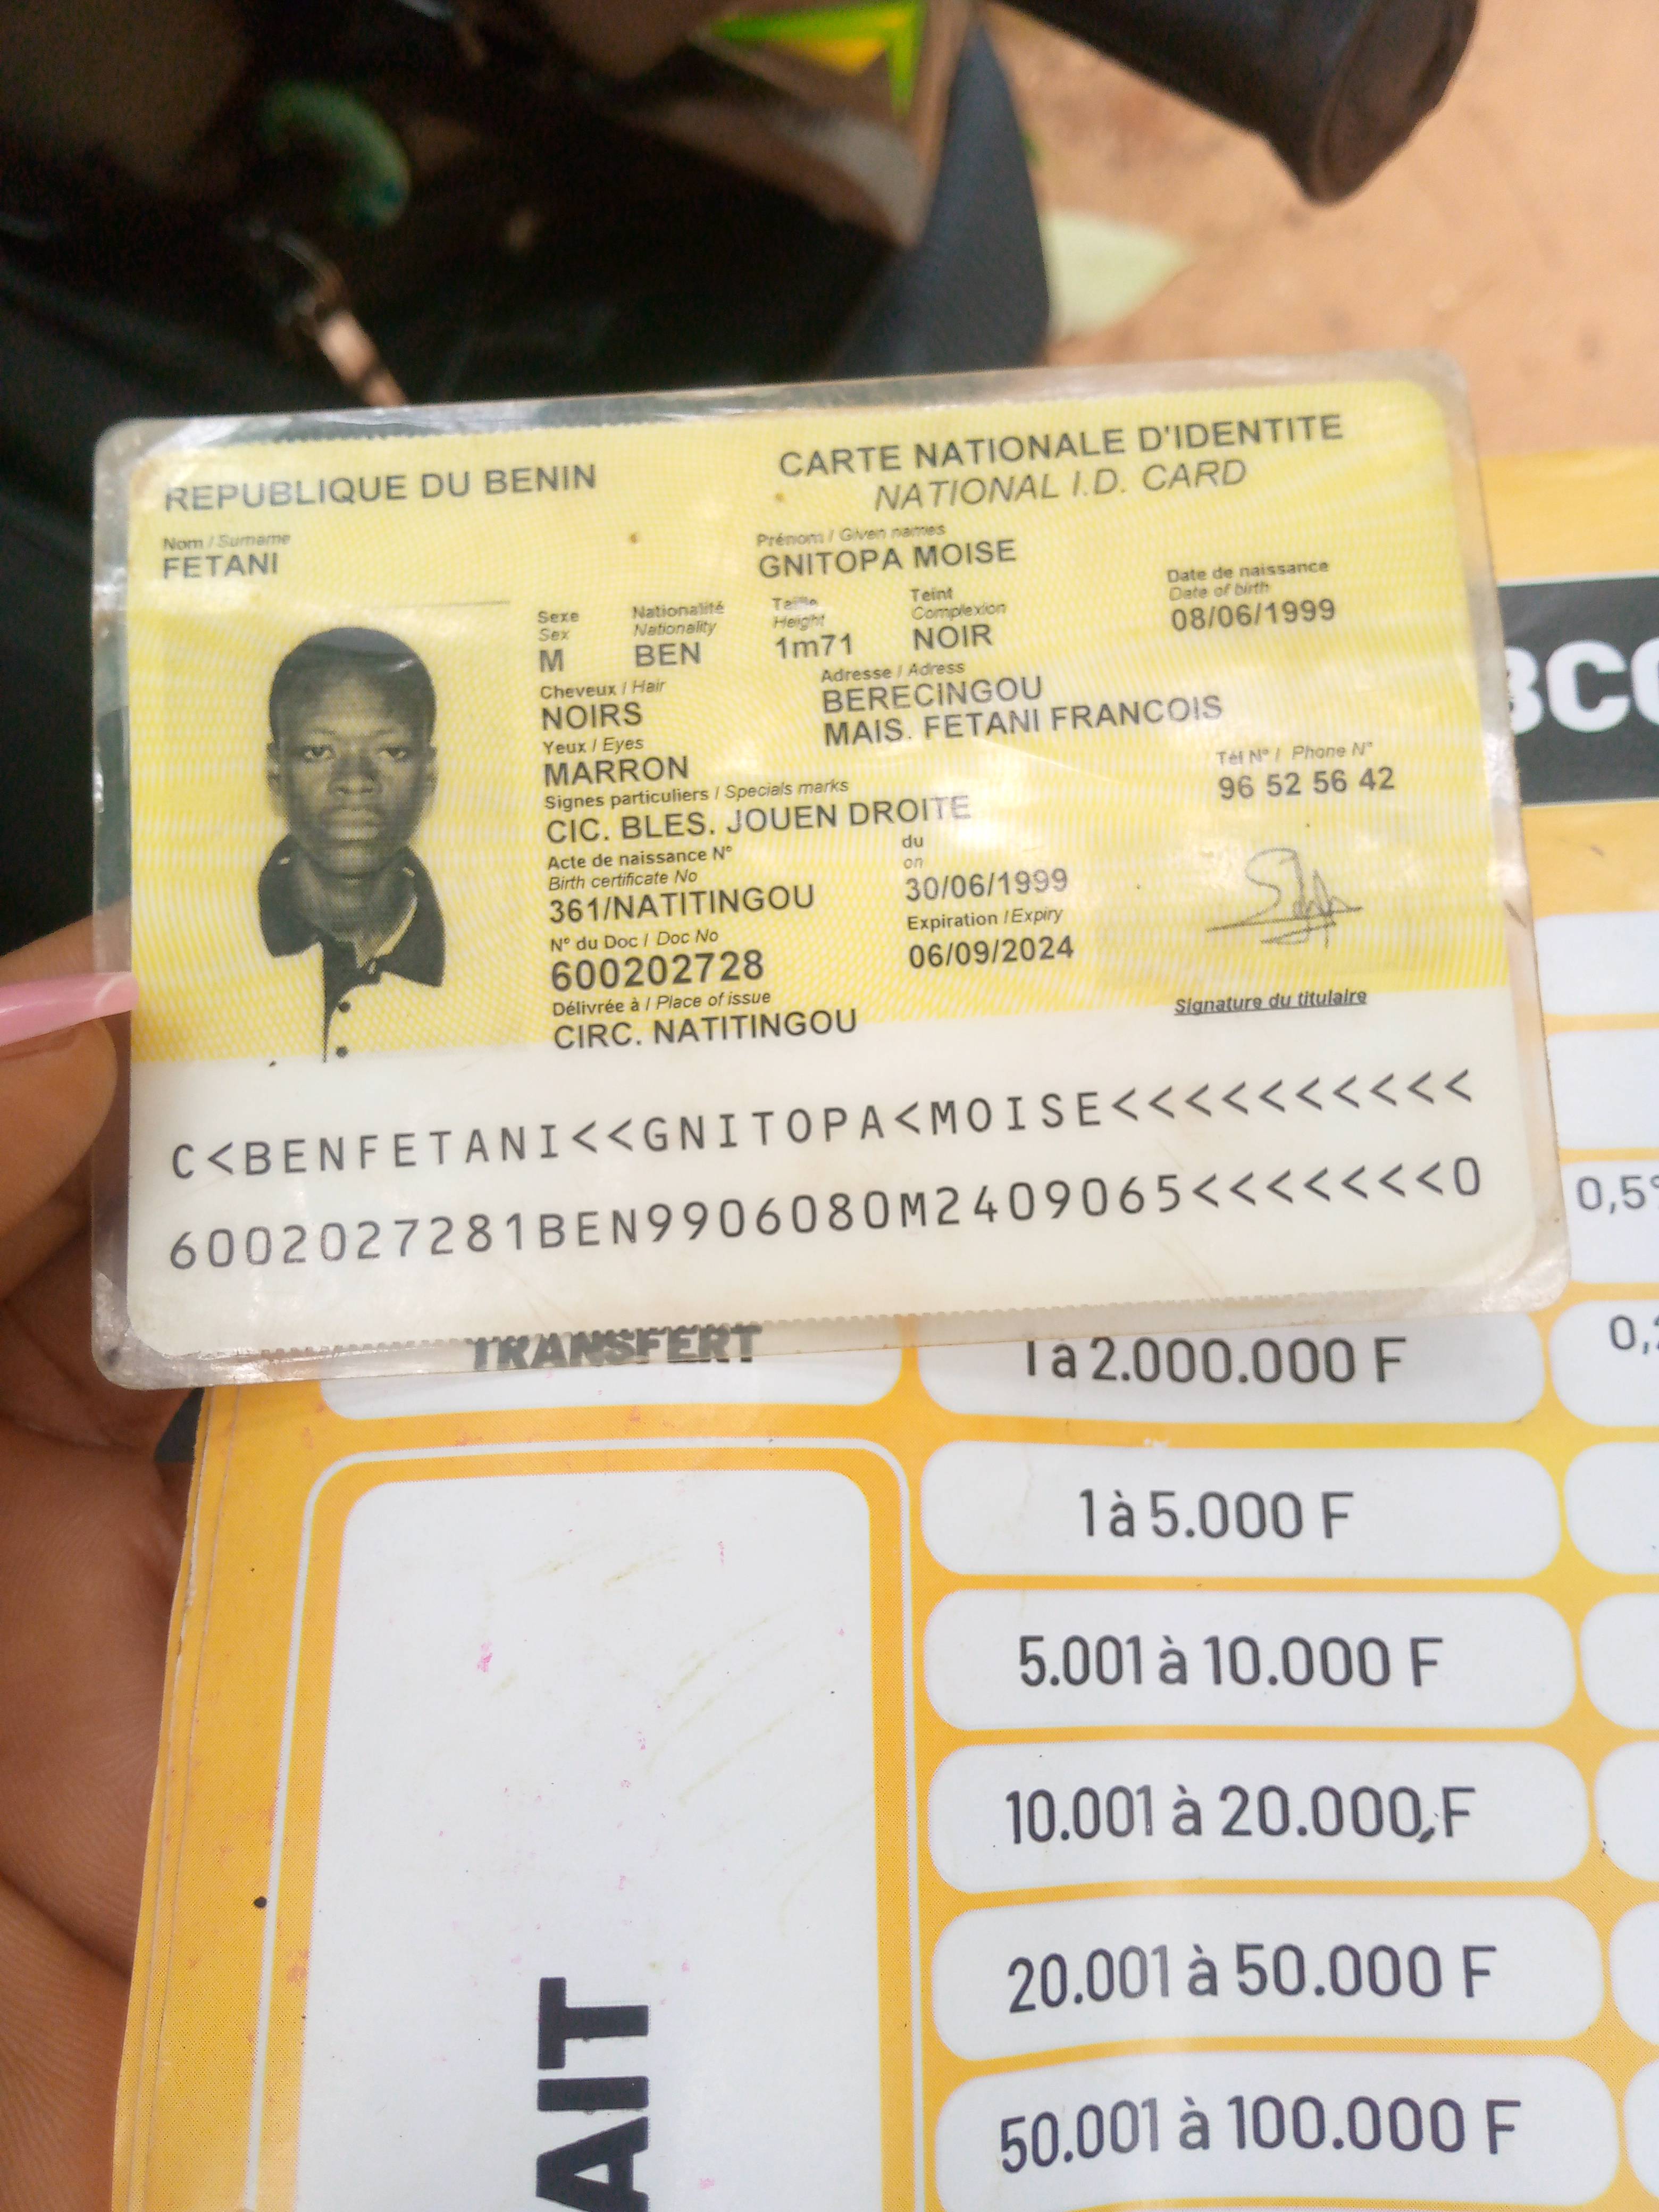 REPUBLIQUE DU BENIN
CARTE NATIONALE D'IDENTITE
NATIONAL I.D. CARD
Nom / Surname
FETANI
Prénom / Given names
GNITOPA MOISE
Sexe
Sex
M
Nationalité
Nationality
BEN
Taille
Height
1m71
Teint
Complexion
NOIR
Date de naissance
Date of birth
08/06/1999
Cheveux / Hair
NOIRS
Adresse / Adress
BERECINGOU
MAIS. FETANI FRANCOIS
Yeux / Eyes
MARRON
Tél N° / Phone N°
96 52 56 42
Signes particuliers / Specials marks
CIC. BLES. JOUEN DROITE
Acte de naissance N°
Birth certificate No
361/NATITINGOU
du
on
30/06/1999
N° du Doc / Doc No
600202728
Expiration / Expiry
06/09/2024
Délivrée à / Place of issue
CIRC. NATITINGOU
Signature du titulaire
C<BENFETANI<<GNITOPA<MOISE<<<<<<<<<<
6002027281BEN9906080M2409065<<<<<<<0
TRANSFERT
1 à 2.000.000 F
1 à 5.000 F
5.001 à 10.000 F
10.001 à 20.000 F
20.001 à 50.000 F
50.001 à 100.000 F